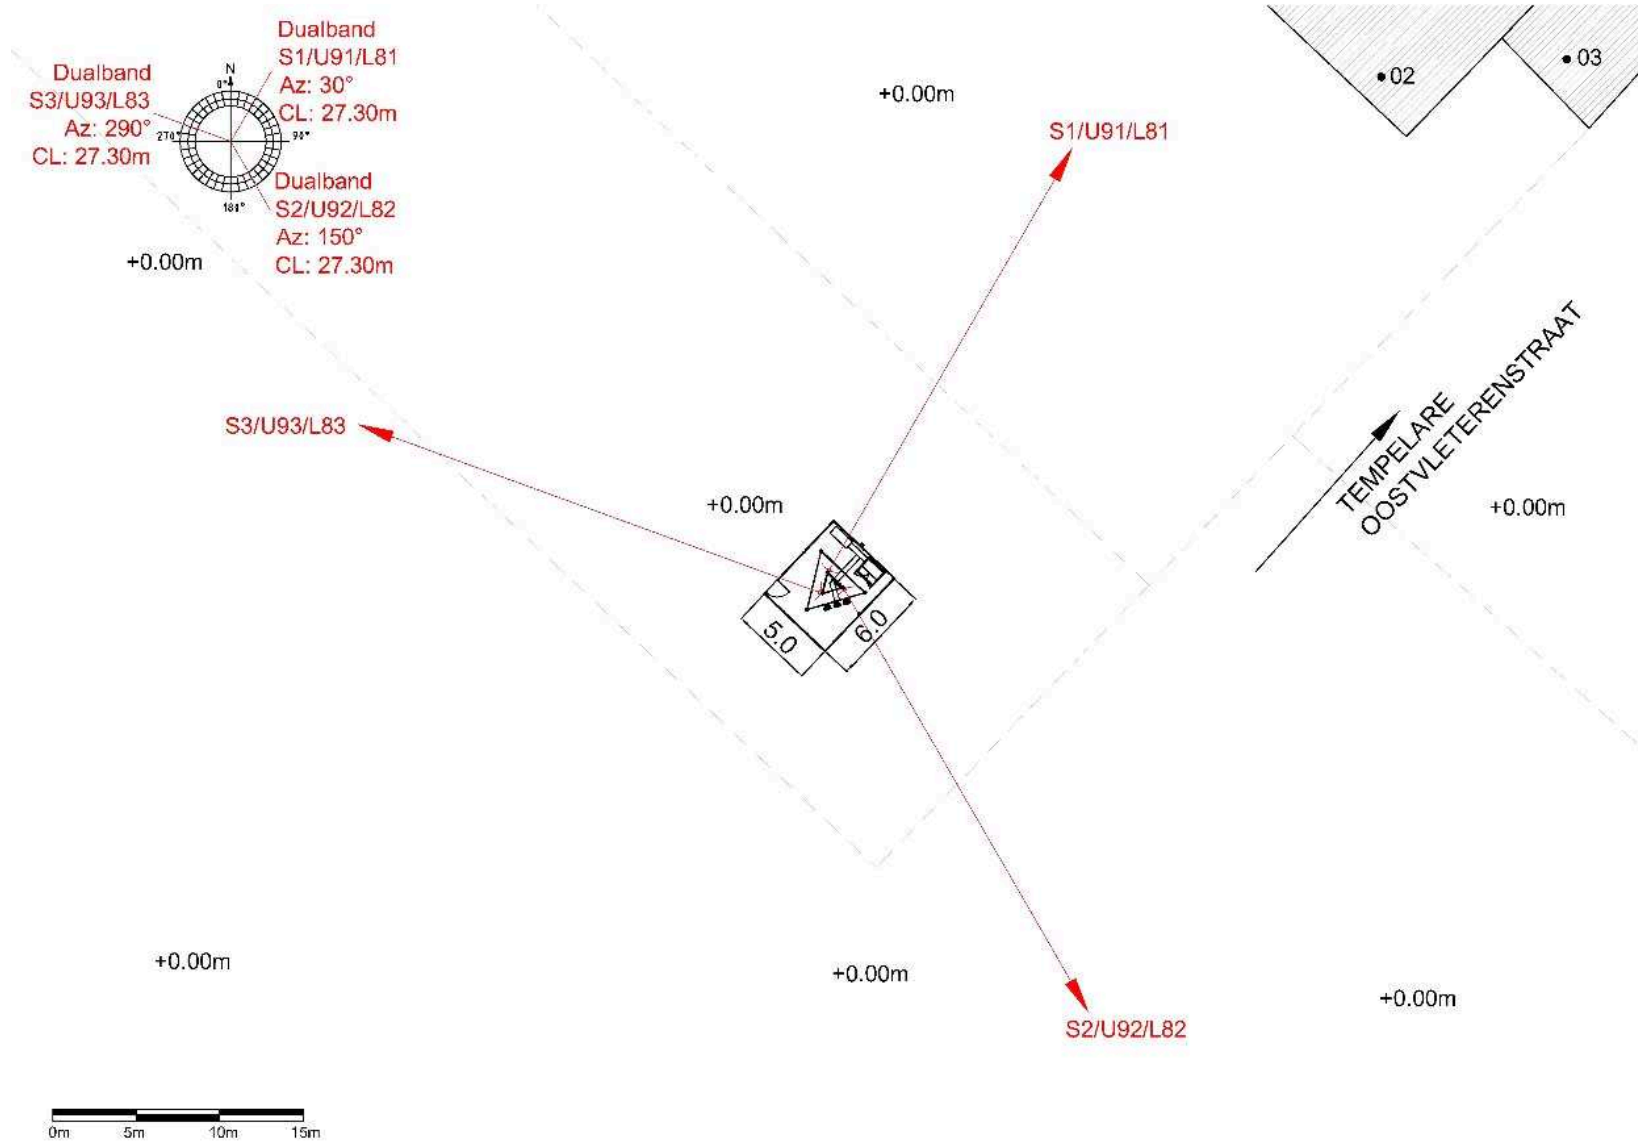 Dualband
S1/U91/L81
Az: 30°
CL: 27.30m
Dualband
S3/U93/L83
Az: 290°
CL: 27.30m
N
0°
270°
90°
180°
Dualband
S2/U92/L82
Az: 150°
CL: 27.30m
+0.00m
02
03
S1/U91/L81
+0.00m
S3/U93/L83
+0.00m
TEMPELARE
OOSTVLETERENSTRAAT
+0.00m
5.0
6.0
+0.00m
+0.00m
+0.00m
S2/U92/L82
0m 5m 10m 15m